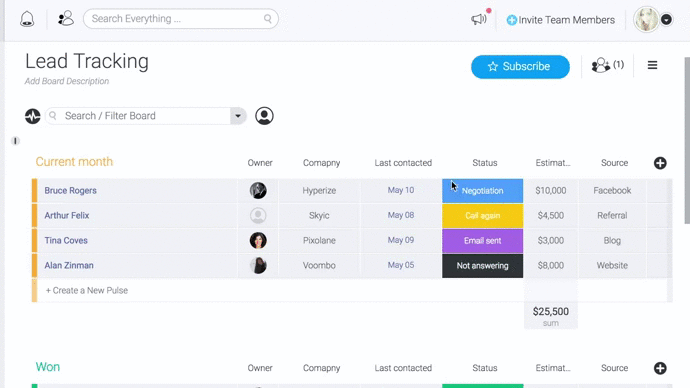 Search Everything ...
Invite Team Members
Lead Tracking
Add Board Description
Subscribe
(1)
Search / Filter Board
Current month Owner Comapny Last contacted Status Estimat... Source
Bruce Rogers Hyperize May 10 Negotiation $10,000 Facebook
Arthur Felix Skyic May 08 Call again $4,500 Referral
Tina Coves Pixolane May 09 Email sent $3,000 Blog
Alan Zinman Voombo May 05 Not answering $8,000 Website
+ Create a New Pulse
$25,500
sum
Won Owner Comapny Last contacted Status Estimat... Source